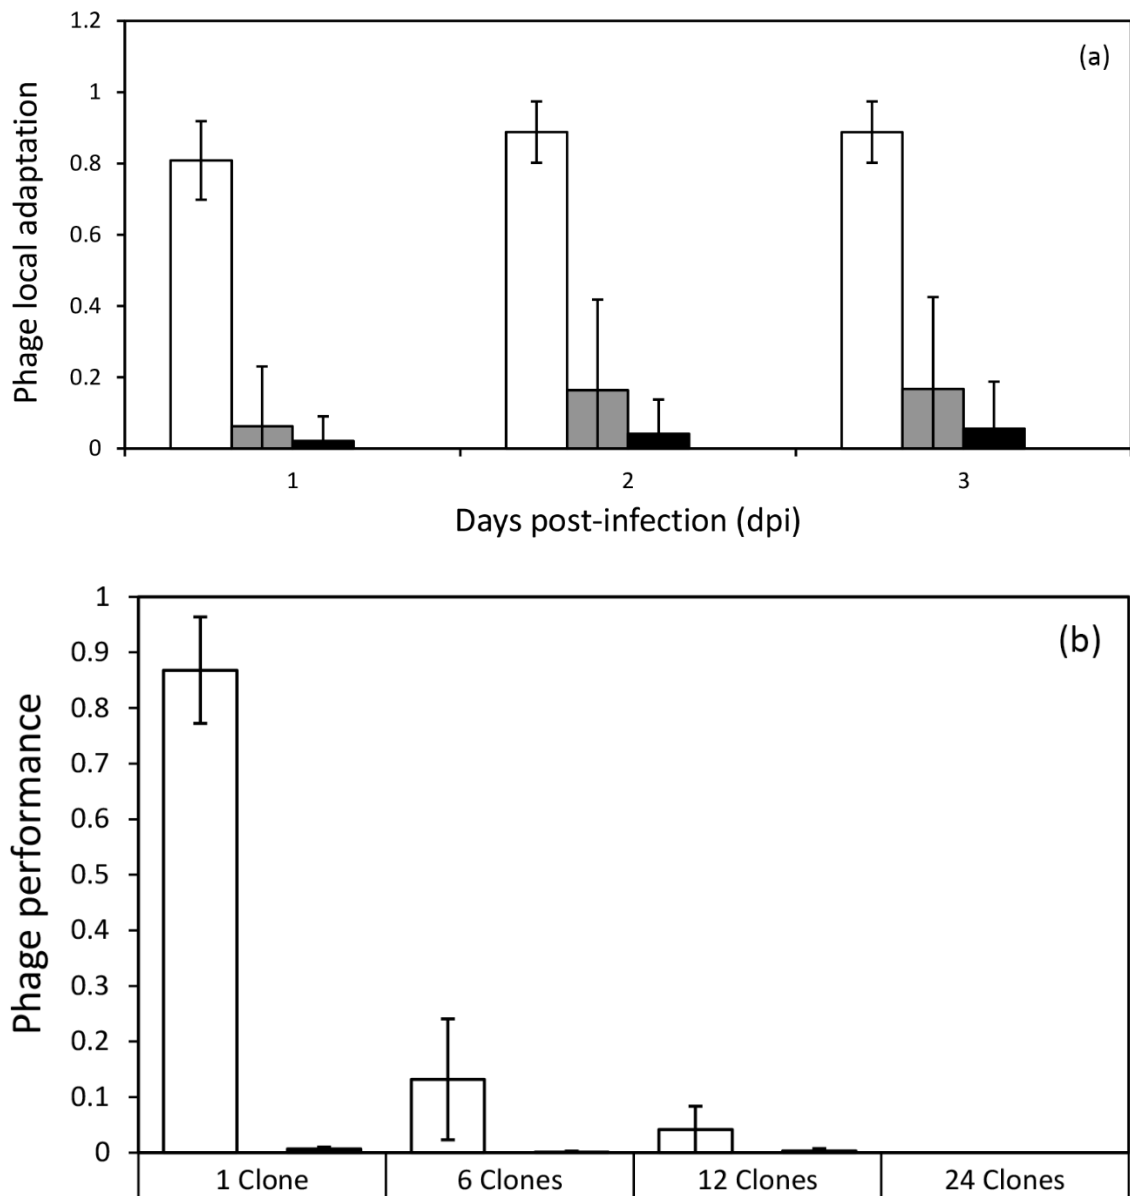 1.2
(a)
1
0.8
0.6
0.4
0.2
0
Phage local adaptation
1 2 3
Days post-infection (dpi)
1
(b)
0.9
0.8
0.7
0.6
0.5
0.4
0.3
0.2
0.1
0
Phage performance
1 Clone 6 Clones 12 Clones 24 Clones